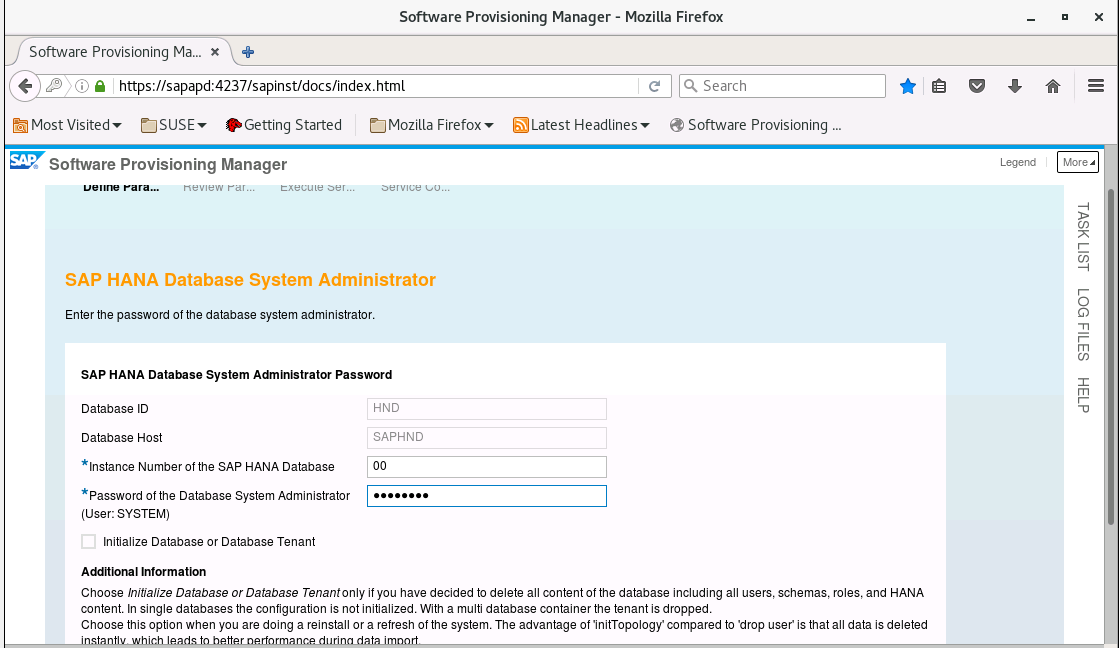 Software Provisioning Manager - Mozilla Firefox
Software Provisioning Ma...
https://sapapd:4237/sapinst/docs/index.html
Search
Most Visited
SUSE
Getting Started
Mozilla Firefox
Latest Headlines
Software Provisioning ...
SAP
Software Provisioning Manager
Legend
More
Define Para...
Review Par...
Execute Ser...
Service Co...
TASK LIST
LOG FILES
HELP
SAP HANA Database System Administrator
Enter the password of the database system administrator.
SAP HANA Database System Administrator Password
Database ID
HND
Database Host
SAPHND
*Instance Number of the SAP HANA Database
00
*Password of the Database System Administrator
(User: SYSTEM)
••••••••
Initialize Database or Database Tenant
Additional Information
Choose Initialize Database or Database Tenant only if you have decided to delete all content of the database including all users, schemas, roles, and HANA
content. In single databases the configuration is not initialized. With a multi database container the tenant is dropped.
Choose this option when you are doing a reinstall or a refresh of the system. The advantage of 'initTopology' compared to 'drop user' is that all data is deleted
instantly, which leads to better performance during data import.